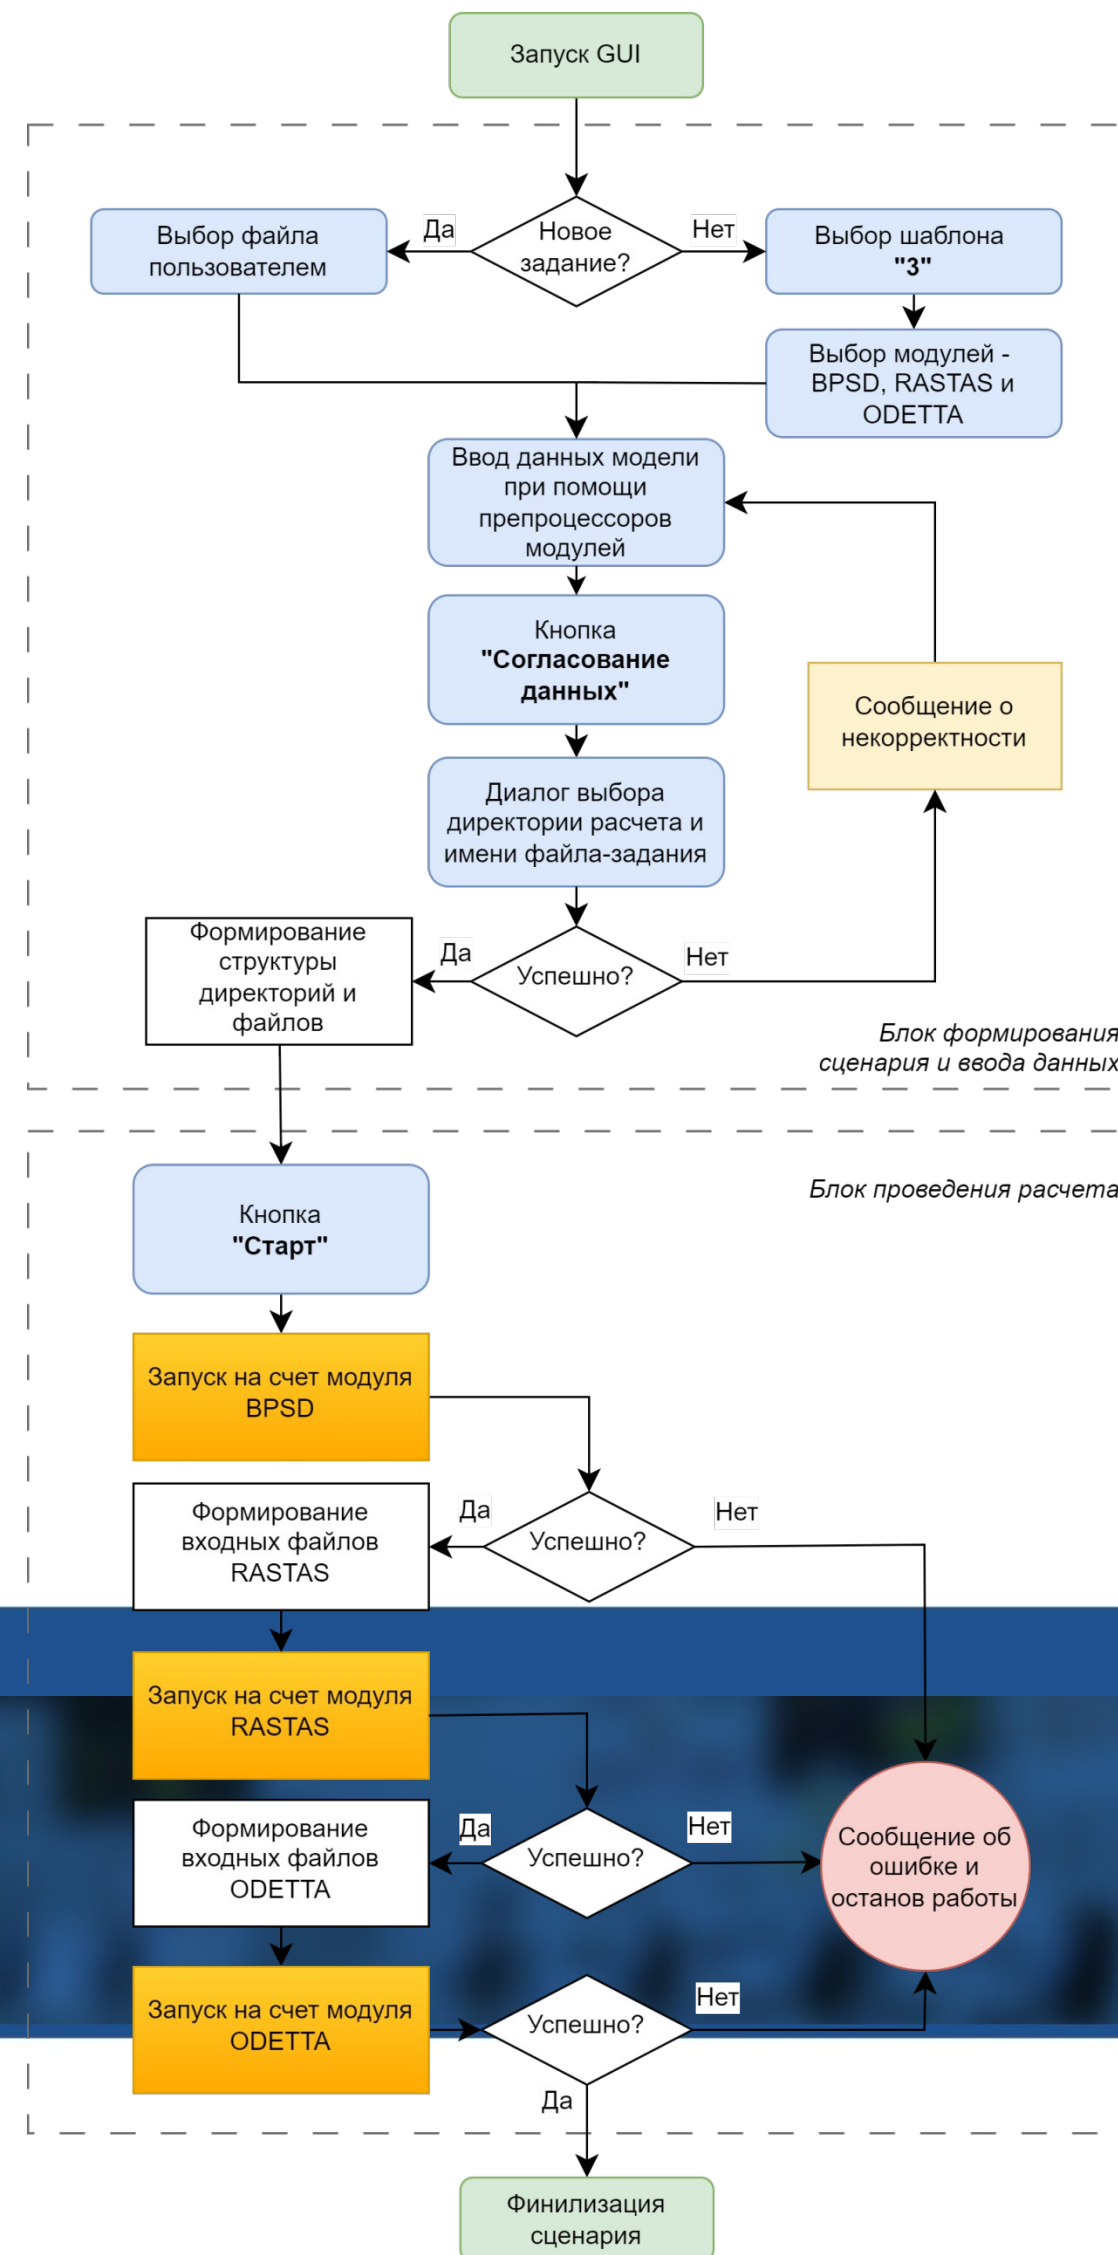 Запуск GUI
Новое
задание?
Да
Нет
Выбор файла
пользователем
Выбор шаблона
"3"
Выбор модулей -
BPSD, RASTAS и
ODETTA
Ввод данных модели
при помощи
препроцессоров
модулей
Кнопка
"Согласование
данных"
Сообщение о
некорректности
Диалог выбора
директории расчета и
имени файла-задания
Успешно?
Да
Нет
Формирование
структуры
директорий и
файлов
Блок формирования
сценария и ввода данных
Блок проведения расчета
Кнопка
"Старт"
Запуск на счет модуля
BPSD
Успешно?
Да
Нет
Формирование
входных файлов
RASTAS
Запуск на счет модуля
RASTAS
Успешно?
Да
Нет
Сообщение об
ошибке и
останов работы
Формирование
входных файлов
ODETTA
Запуск на счет модуля
ODETTA
Успешно?
Нет
Да
Финилизация
сценария